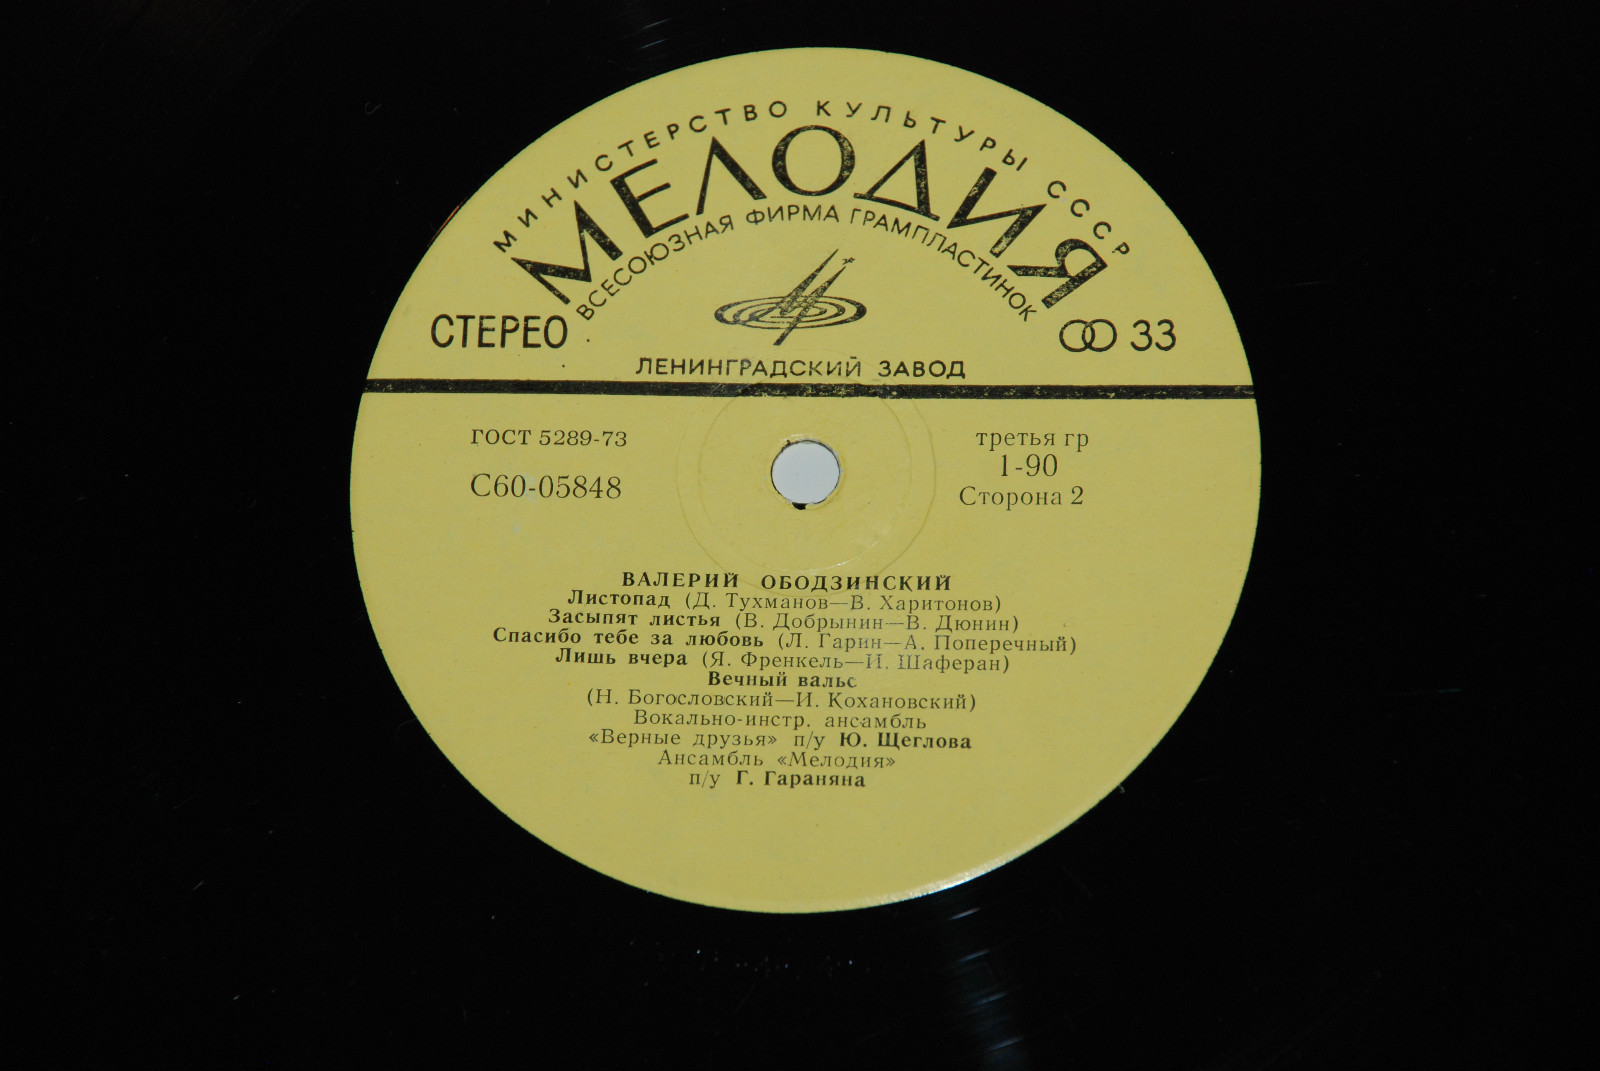 МИНИСТЕРСТВО КУЛЬТУРЫ СССР
МЕЛОДИЯ
ВСЕСОЮЗНАЯ ФИРМА ГРАМПЛАСТИНОК
СТЕРЕО
33
ЛЕНИНГРАДСКИЙ ЗАВОД
ГОСТ 5289-73
С60-05848
третья гр
1-90
Сторона 2
ВАЛЕРИЙ ОБОДЗИНСКИЙ
Листопад (Д. Тухманов—В. Харитонов)
Засыпят листья (В. Добрынин—В. Дюнин)
Спасибо тебе за любовь (Л. Гарин—А. Поперечный)
Лишь вчера (Я. Френкель—И. Шаферан)
Вечный вальс
(Н. Богословский—И. Кохановский)
Вокально-инстр. ансамбль
«Верные друзья» п/у Ю. Щеглова
Ансамбль «Мелодия»
п/у Г. Гараняна